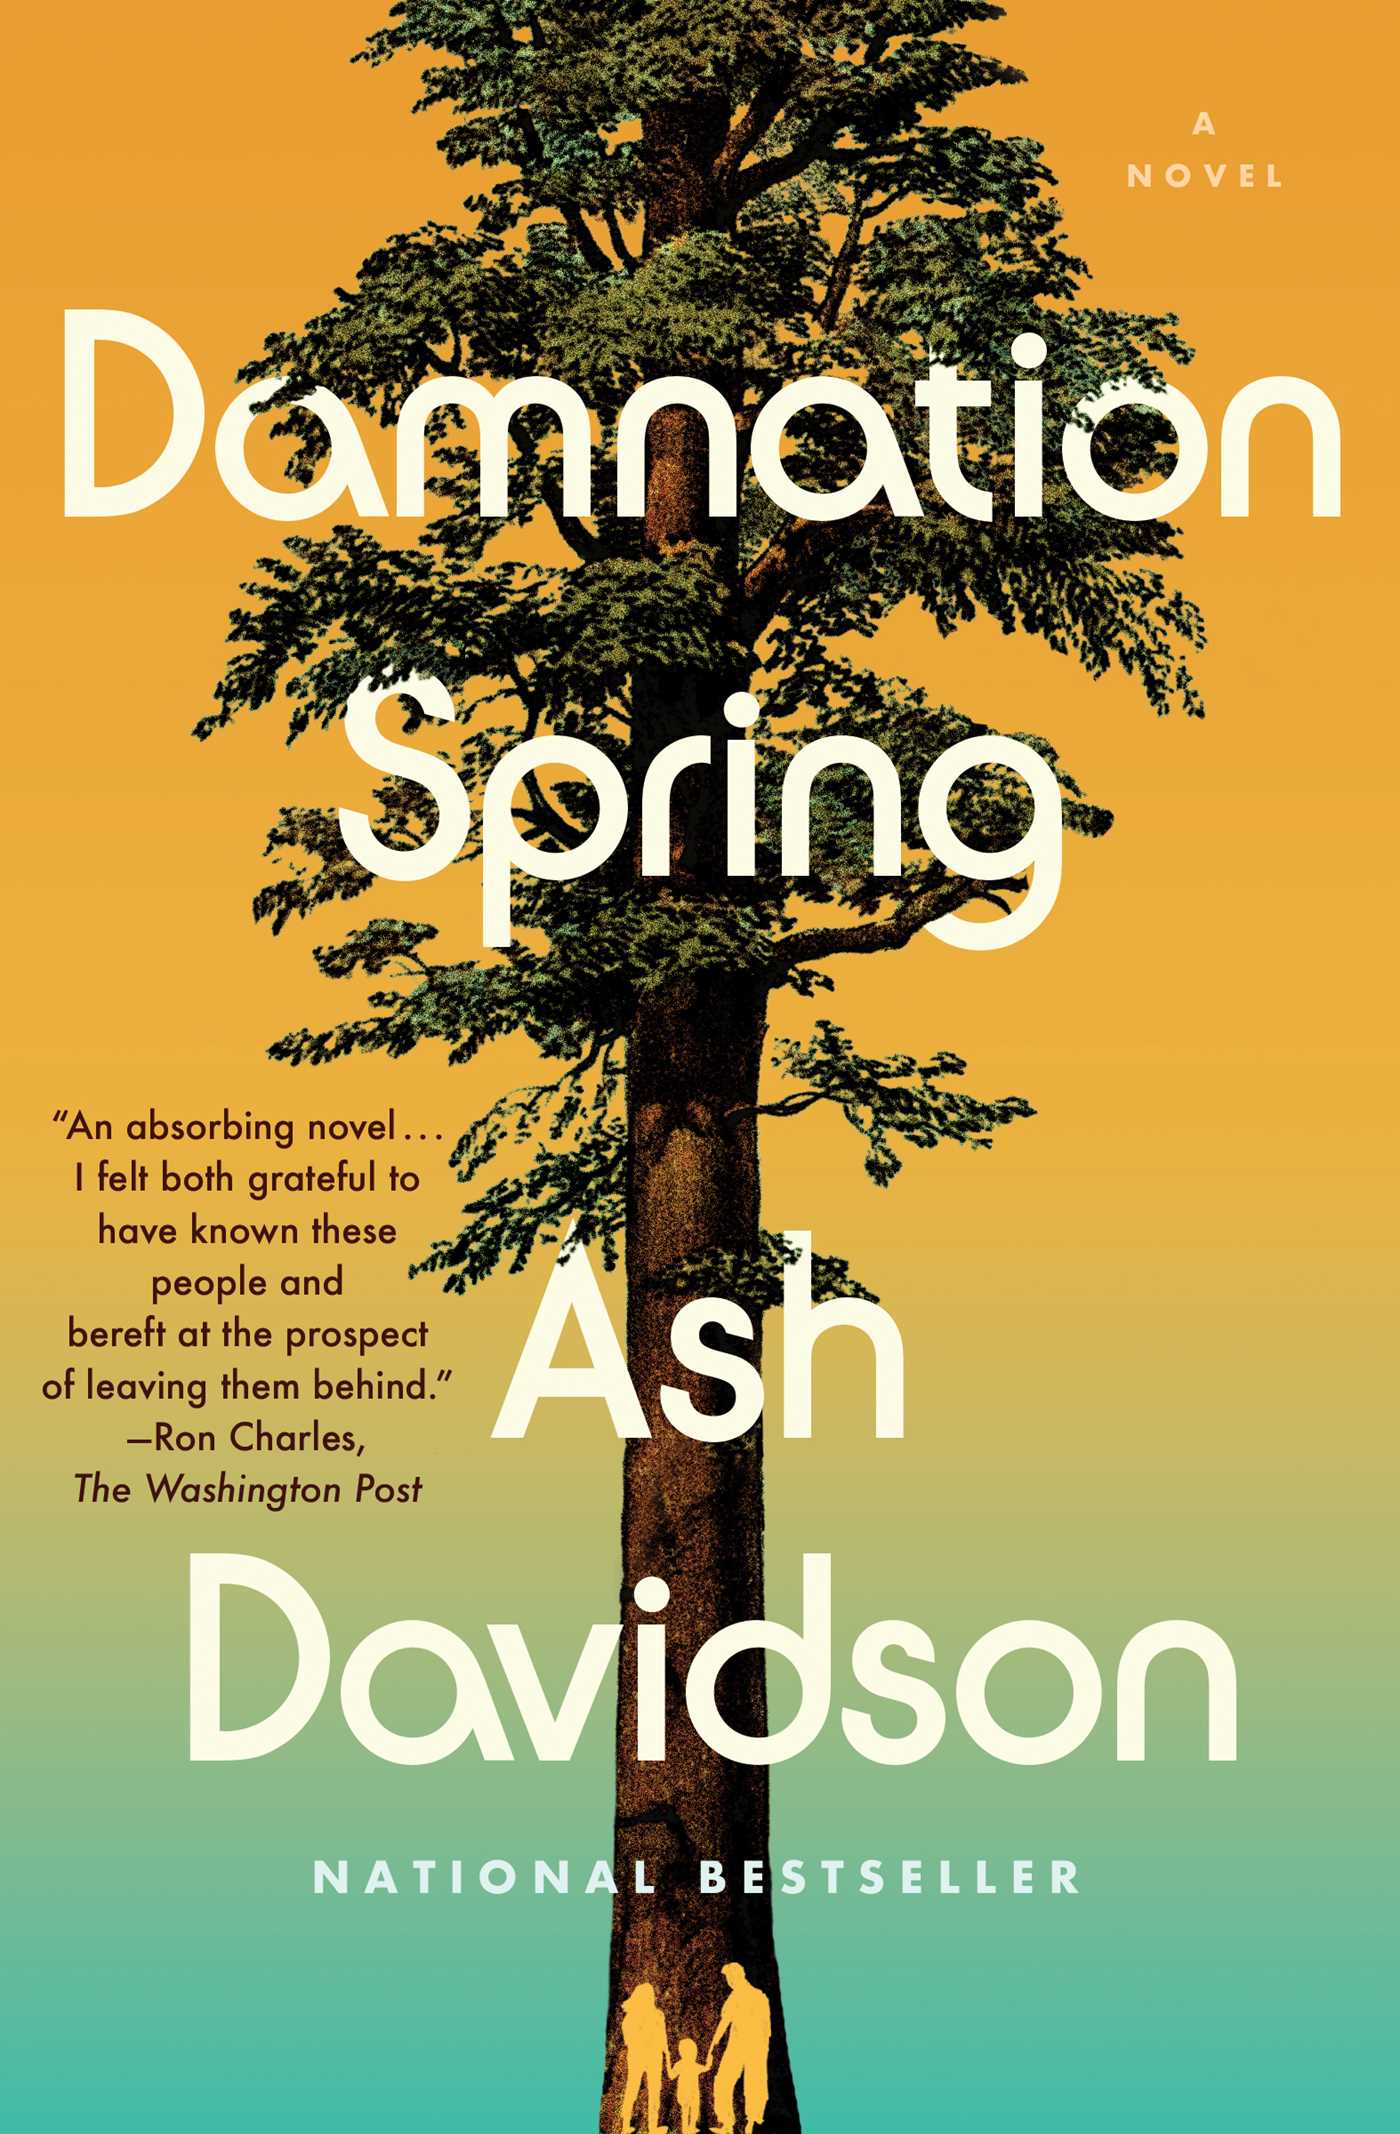 A
NOVEL
Damnation
Spring
“An absorbing novel...
I felt both grateful to
have known these
people and
bereft at the prospect
of leaving them behind.”
—Ron Charles,
The Washington Post
Ash
Davidson
NATIONAL BESTSELLER